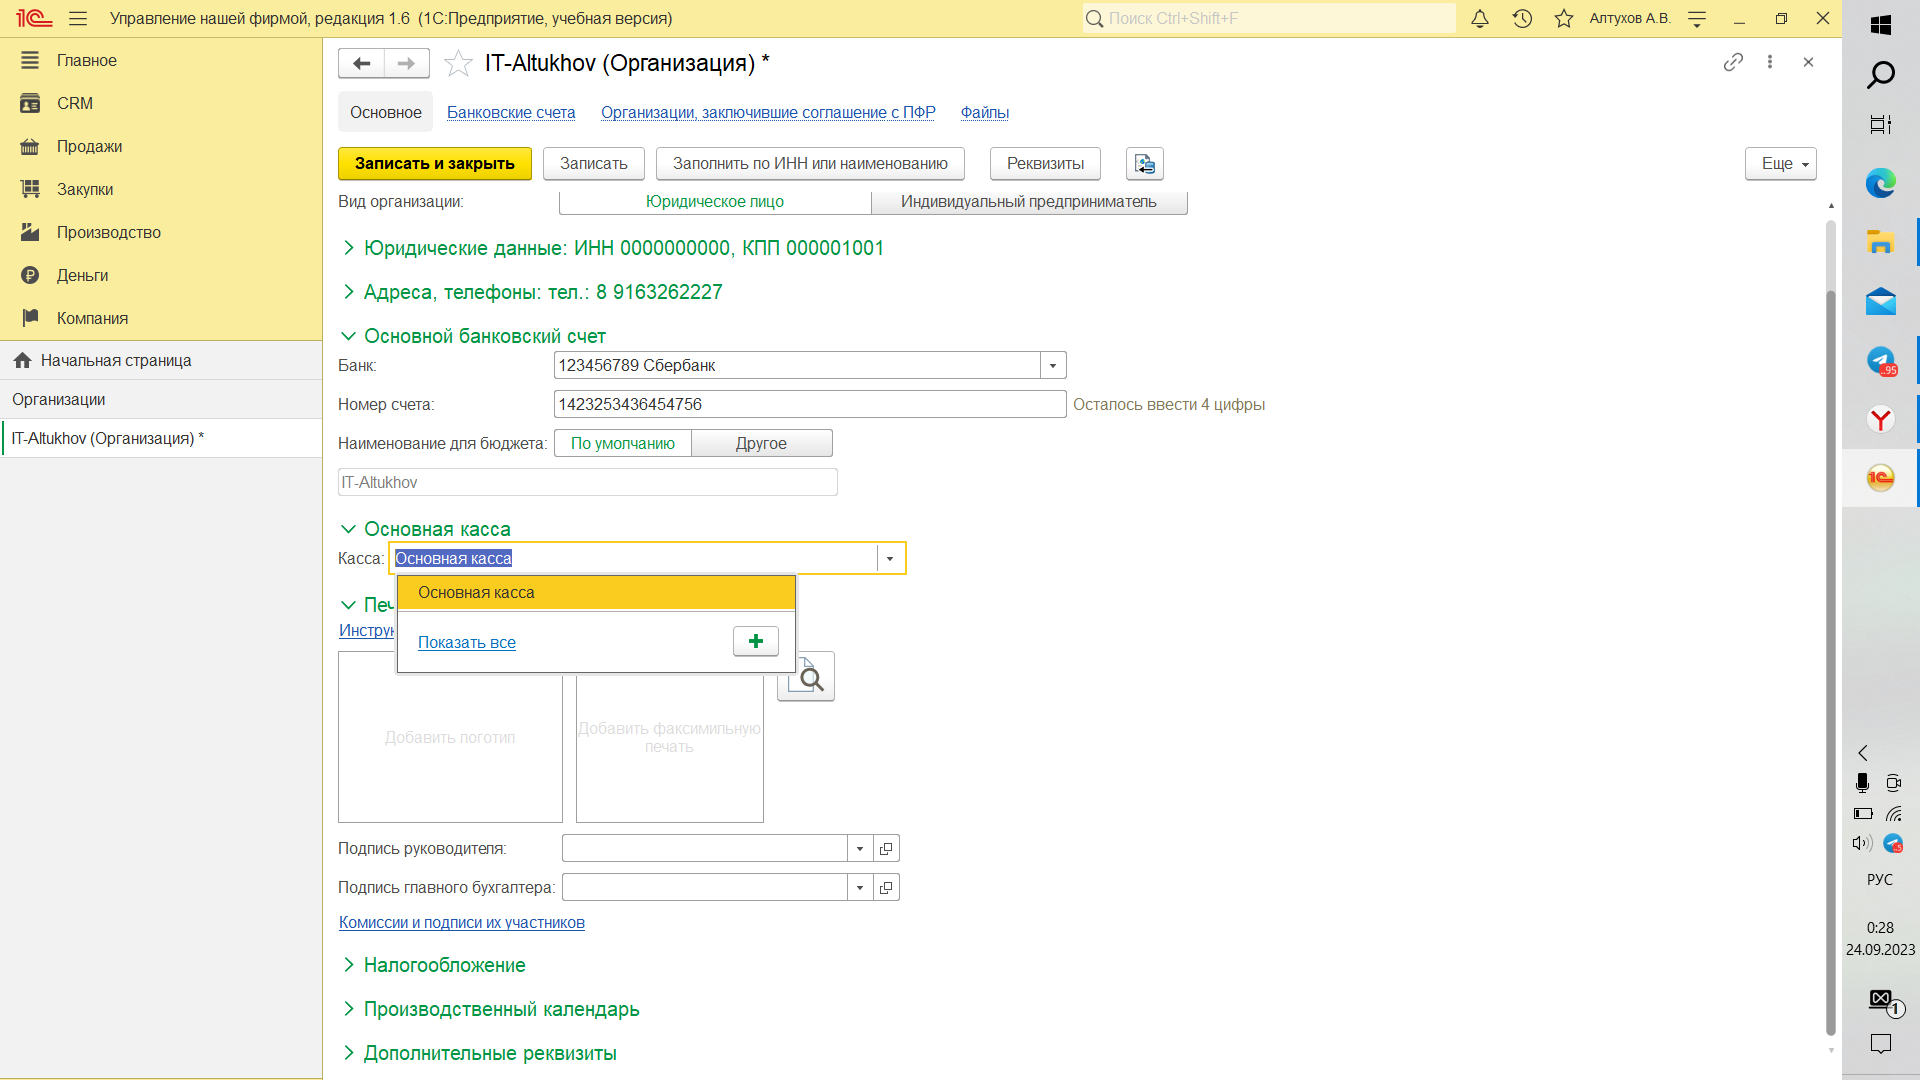 Управление нашей фирмой, редакция 1.6 (1С:Предприятие, учебная версия)
Поиск Ctrl+Shift+F
Алтухов А.В.
Главное
CRM
Продажи
Закупки
Производство
Деньги
Компания
Начальная страница
Организации
IT-Altukhov (Организация) *
IT-Altukhov (Организация) *
Основное
Банковские счета
Организации, заключившие соглашение с ПФР
Файлы
Записать и закрыть
Записать
Заполнить по ИНН или наименованию
Реквизиты
Еще
Вид организации:
Юридическое лицо
Индивидуальный предприниматель
Юридические данные: ИНН 0000000000, КПП 000001001
Адреса, телефоны: тел.: 8 9163262227
Основной банковский счет
Банк:
123456789 Сбербанк
Номер счета:
1423253436454756
Осталось ввести 4 цифры
Наименование для бюджета:
По умолчанию
Другое
IT-Altukhov
Основная касса
Касса:
Основная касса
Основная касса
Показать все
Печ
Инструк
Добавить логотип
Добавить факсимильную
печать
Подпись руководителя:
Подпись главного бухгалтера:
Комиссии и подписи их участников
Налогообложение
Производственный календарь
Дополнительные реквизиты
..95
..5
РУС
0:28
24.09.2023
1